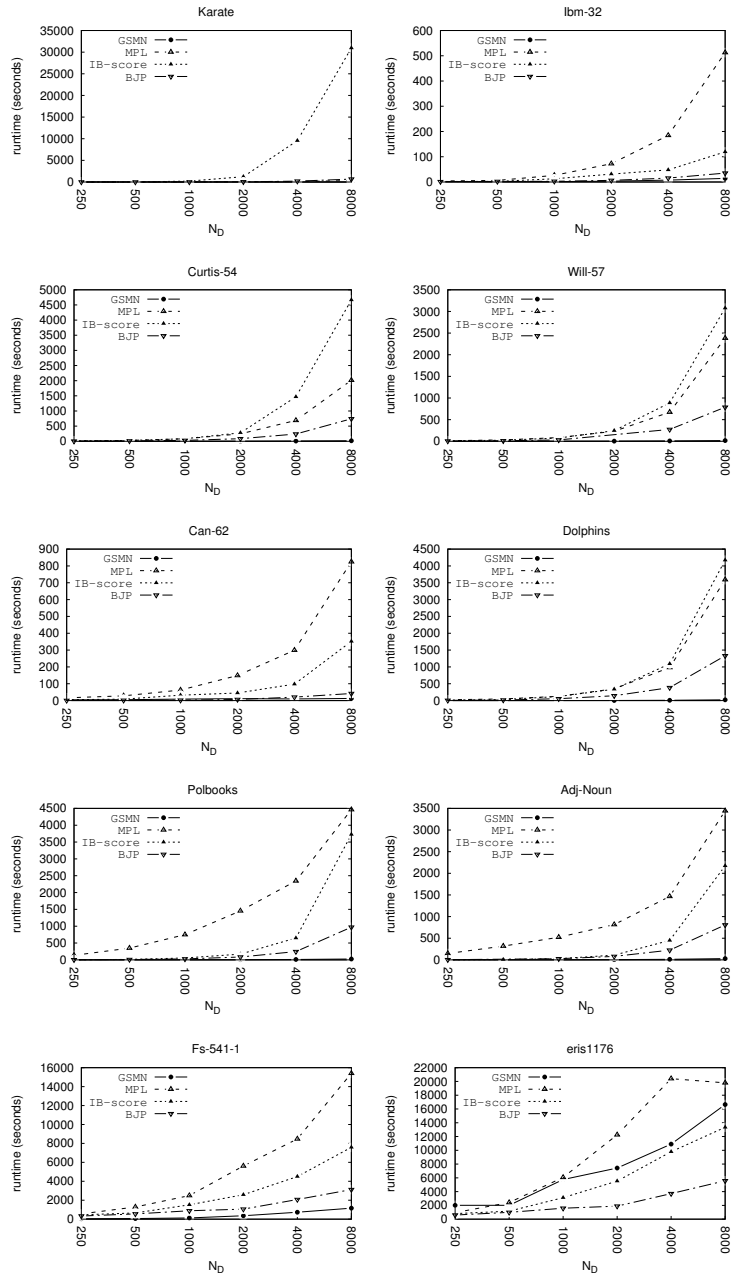 Karate
35000
30000
25000
20000
15000
10000
5000
0
250
500
1000
2000
4000
8000
runtime (seconds)
N_D
GSMN
MPL
IB-score
BJP
Ibm-32
600
500
400
300
200
100
0
250
500
1000
2000
4000
8000
runtime (seconds)
N_D
GSMN
MPL
IB-score
BJP
Curtis-54
5000
4500
4000
3500
3000
2500
2000
1500
1000
500
0
250
500
1000
2000
4000
8000
runtime (seconds)
N_D
GSMN
MPL
IB-score
BJP
Will-57
3500
3000
2500
2000
1500
1000
500
0
250
500
1000
2000
4000
8000
runtime (seconds)
N_D
GSMN
MPL
IB-score
BJP
Can-62
900
800
700
600
500
400
300
200
100
0
250
500
1000
2000
4000
8000
runtime (seconds)
N_D
GSMN
MPL
IB-score
BJP
Dolphins
4500
4000
3500
3000
2500
2000
1500
1000
500
0
250
500
1000
2000
4000
8000
runtime (seconds)
N_D
GSMN
MPL
IB-score
BJP
Polbooks
4500
4000
3500
3000
2500
2000
1500
1000
500
0
250
500
1000
2000
4000
8000
runtime (seconds)
N_D
GSMN
MPL
IB-score
BJP
Adj-Noun
3500
3000
2500
2000
1500
1000
500
0
250
500
1000
2000
4000
8000
runtime (seconds)
N_D
GSMN
MPL
IB-score
BJP
Fs-541-1
16000
14000
12000
10000
8000
6000
4000
2000
0
250
500
1000
2000
4000
8000
runtime (seconds)
N_D
GSMN
MPL
IB-score
BJP
eris1176
22000
20000
18000
16000
14000
12000
10000
8000
6000
4000
2000
0
250
500
1000
2000
4000
8000
runtime (seconds)
N_D
GSMN
MPL
IB-score
BJP